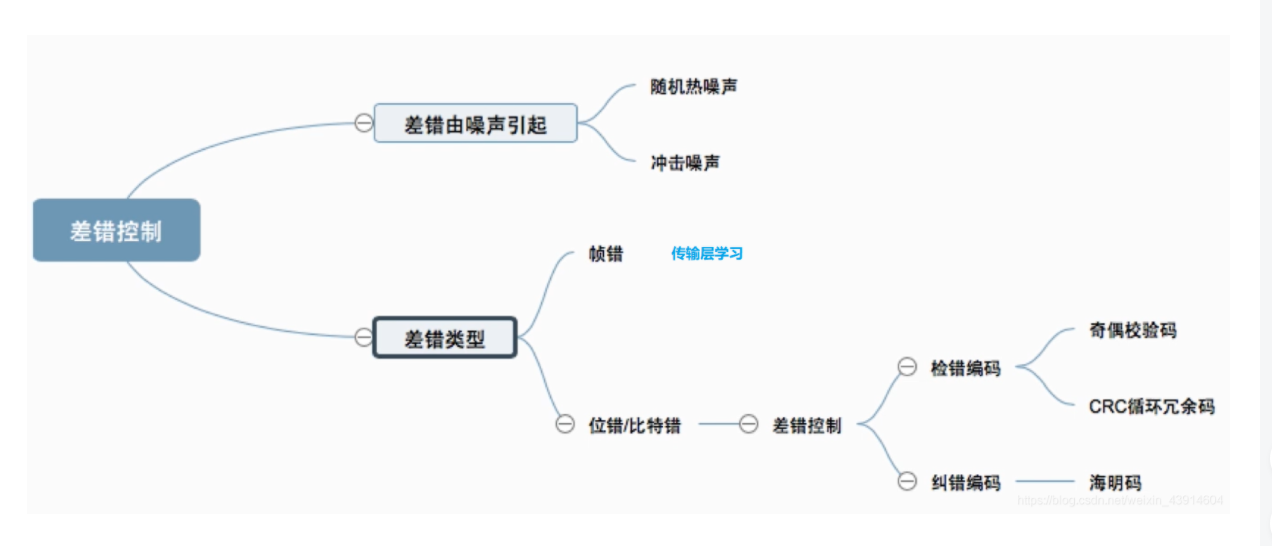 随机热噪声
差错由噪声引起
冲击噪声
差错控制
帧错 传输层学习
差错类型
奇偶校验码
检错编码
CRC循环冗余码
位错/比特错 差错控制
纠错编码 海明码
https://blog.csdn.net/weixin_43914604